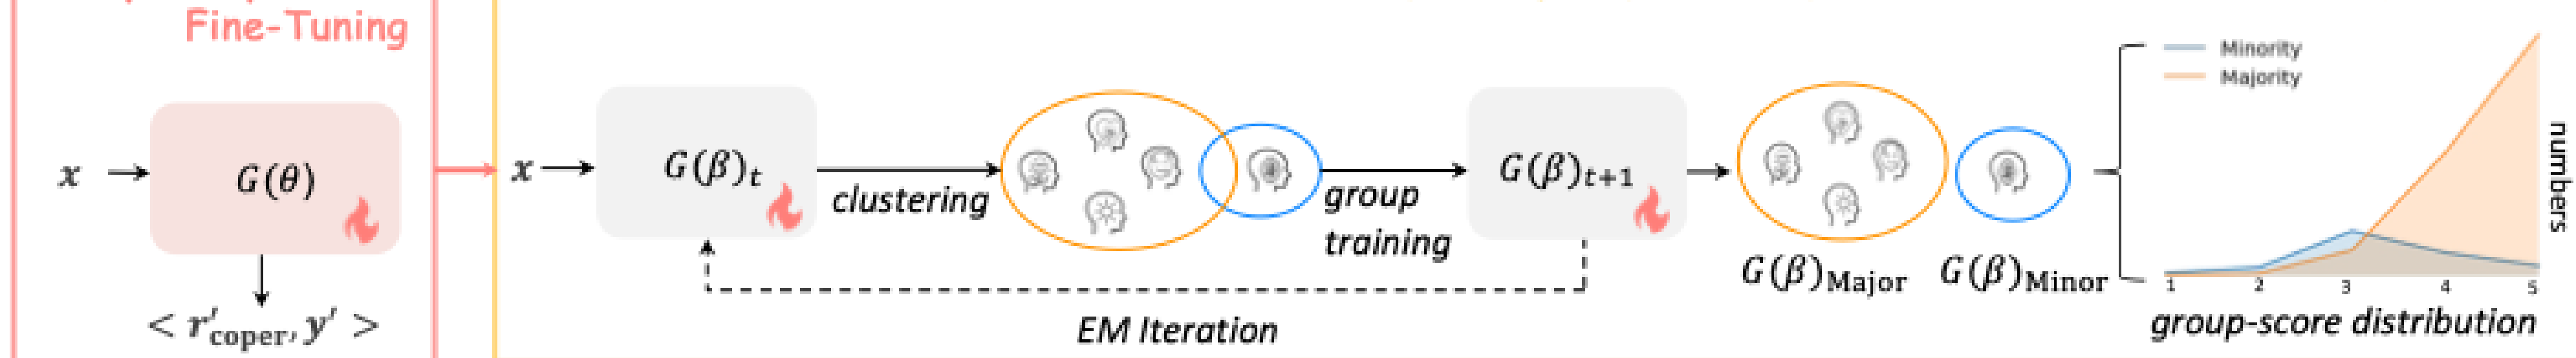 Fine-Tuning
x
G(θ)
< r′coper, y′ >
x
G(β)t
clustering
group
training
G(β)t+1
EM Iteration
G(β)Major
G(β)Minor
Minority
Majority
numbers
1 2 3 4 5
group-score distribution